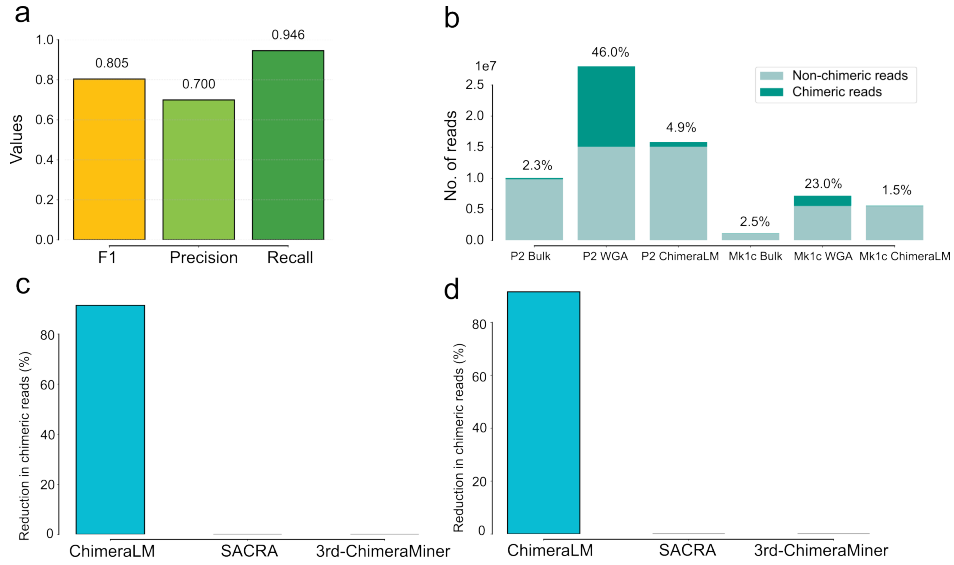 a
Values
1.0
0.8
0.6
0.4
0.2
0.0
0.805
0.700
0.946
F1
Precision
Recall
b
1e7
No. of reads
2.5
2.0
1.5
1.0
0.5
0.0
2.3%
46.0%
4.9%
2.5%
23.0%
1.5%
Non-chimeric reads
Chimeric reads
P2 Bulk
P2 WGA
P2 ChimeraLM
Mk1c Bulk
Mk1c WGA
Mk1c ChimeraLM
c
Reduction in chimeric reads (%)
80
60
40
20
0
ChimeraLM
SACRA
3rd-ChimeraMiner
d
Reduction in chimeric reads (%)
80
60
40
20
0
ChimeraLM
SACRA
3rd-ChimeraMiner